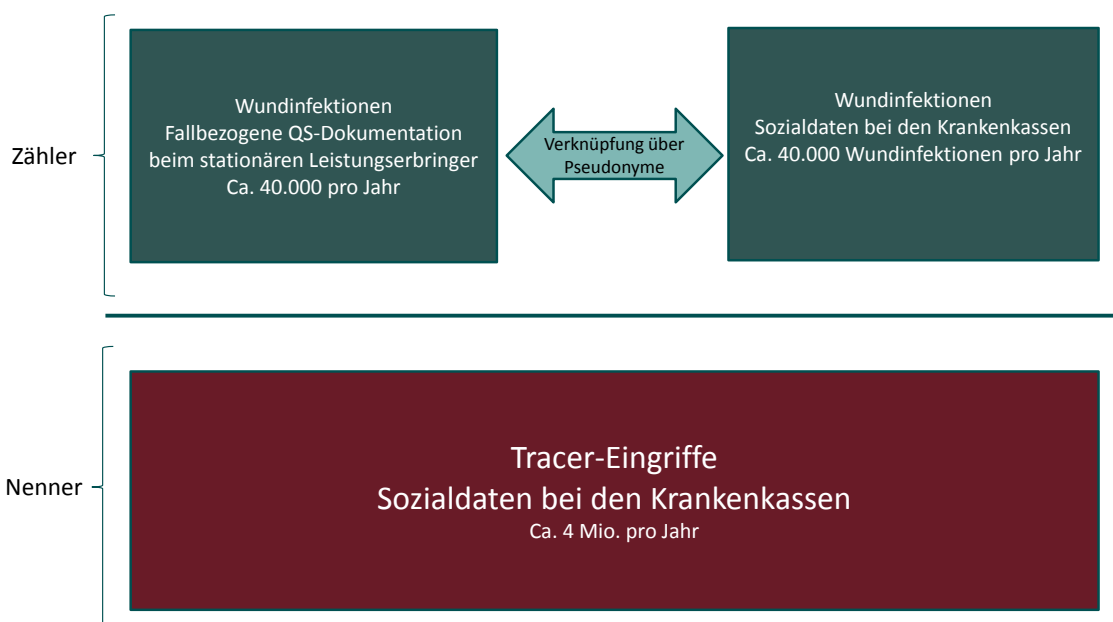 Zähler
Wundinfektionen
Fallbezogene QS-Dokumentation
beim stationären Leistungserbringer
Ca. 40.000 pro Jahr
Verknüpfung über
Pseudonyme
Wundinfektionen
Sozialdaten bei den Krankenkassen
Ca. 40.000 Wundinfektionen pro Jahr
Nenner
Tracer-Eingriffe
Sozialdaten bei den Krankenkassen
Ca. 4 Mio. pro Jahr